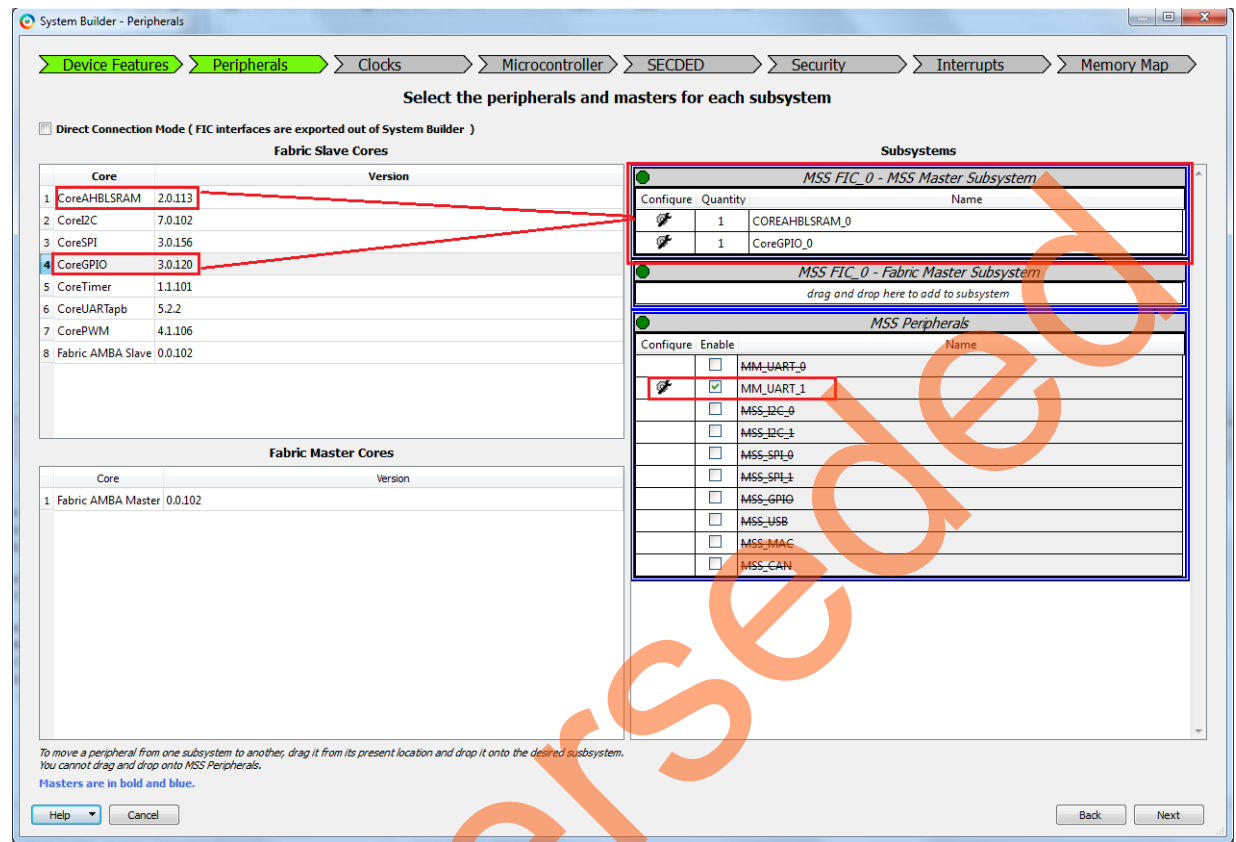 System Builder - Peripherals
Device Features Peripherals Clocks Microcontroller SECDED Security Interrupts Memory Map
Select the peripherals and masters for each subsystem
Direct Connection Mode ( FIC interfaces are exported out of System Builder )
Fabric Slave Cores
Core Version
1 CoreAHBLSRAM 2.0.113
2 CoreI2C 7.0.102
3 CoreSPI 3.0.156
4 CoreGPIO 3.0.120
5 CoreTimer 1.1.101
6 CoreUARTapb 5.2.2
7 CorePWM 4.1.106
8 Fabric AMBA Slave 0.0.102
Fabric Master Cores
Core Version
1 Fabric AMBA Master 0.0.102
Subsystems
MSS FIC_0 - MSS Master Subsystem
Configure Quantity Name
1 COREAHBLSRAM_0
1 CoreGPIO_0
MSS FIC_0 - Fabric Master Subsystem
drag and drop here to add to subsystem
MSS Peripherals
Configure Enable Name
MM_UART_0
MM_UART_1
MSS_I2C_0
MSS_I2C_1
MSS_SPI_0
MSS_SPI_1
MSS_GPIO
MSS_USB
MSS_MAC
MSS_CAN
To move a peripheral from one subsystem to another, drag it from its present location and drop it onto the desired susbsystem.
You cannot drag and drop onto MSS Peripherals.
Masters are in bold and blue.
Help Cancel Back Next
erseded